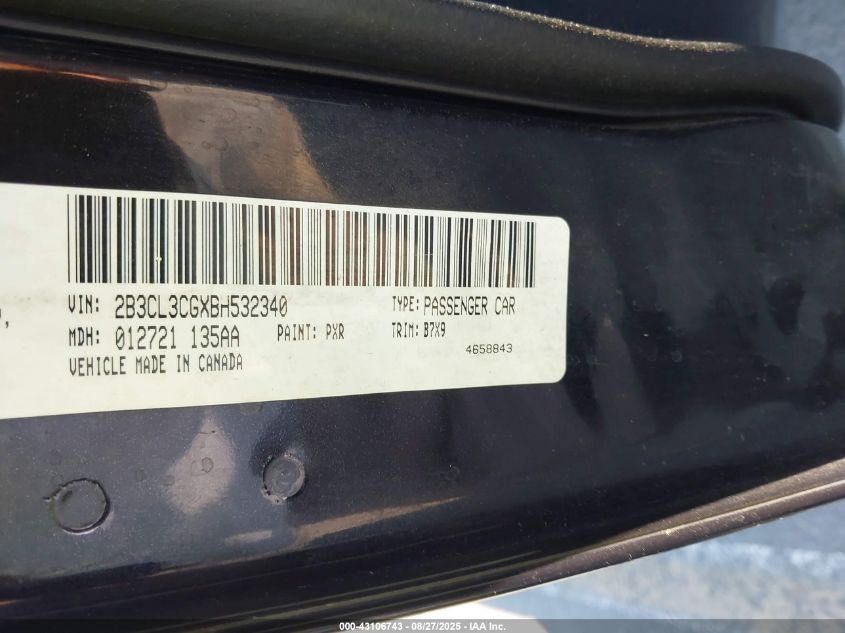 VIN: 2B3CL3CGXBH532340 TYPE: PASSENGER CAR
MDH: 012721 135AA PAINT: PXR TRIM: B7X9
4658843
VEHICLE MADE IN CANADA
000-43106743 - 08/27/2025 - IAA Inc.